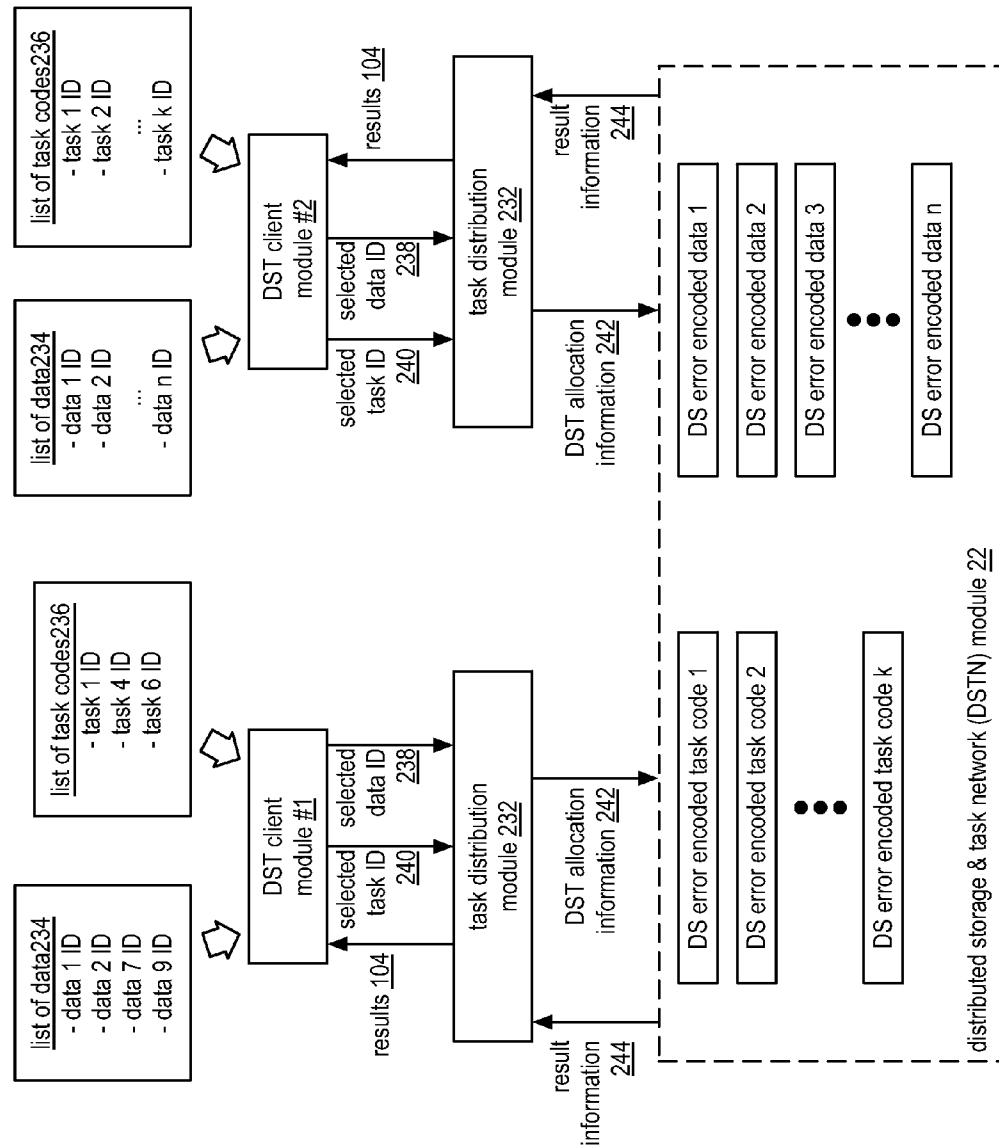 list of data234
- data 1 ID
- data 2 ID
- data 7 ID
- data 9 ID
list of task codes236
- task 1 ID
- task 4 ID
- task 6 ID
list of data234
- data 1 ID
- data 2 ID
...
- data n ID
list of task codes236
- task 1 ID
- task 2 ID
...
- task k ID
DST client
module #1
DST client
module #2
results 104
selected
task ID
240
selected
data ID
238
selected
task ID
240
selected
data ID
238
results 104
task distribution
module 232
task distribution
module 232
result
information
244
DST allocation
information 242
DST allocation
information 242
result
information
244
DS error encoded task code 1
DS error encoded task code 2
DS error encoded task code k
DS error encoded data 1
DS error encoded data 2
DS error encoded data 3
DS error encoded data n
distributed storage & task network (DSTN) module 22